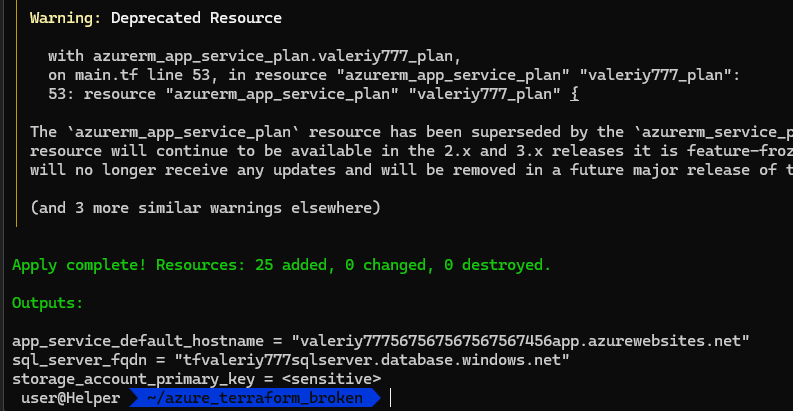 Warning: Deprecated Resource
with azurerm_app_service_plan.valeriy777_plan,
on main.tf line 53, in resource "azurerm_app_service_plan" "valeriy777_plan":
53: resource "azurerm_app_service_plan" "valeriy777_plan" {
The `azurerm_app_service_plan` resource has been superseded by the `azurerm_service_p
resource will continue to be available in the 2.x and 3.x releases it is feature-froz
will no longer receive any updates and will be removed in a future major release of t
(and 3 more similar warnings elsewhere)
Apply complete! Resources: 25 added, 0 changed, 0 destroyed.
Outputs:
app_service_default_hostname = "valeriy7775675675675675674​56app.azurewebsites.net"
sql_server_fqdn = "tfvaleriy777sqlserver.database.windows.net"
storage_account_primary_key = <sensitive>
user@Helper ~/azure_terraform_broken